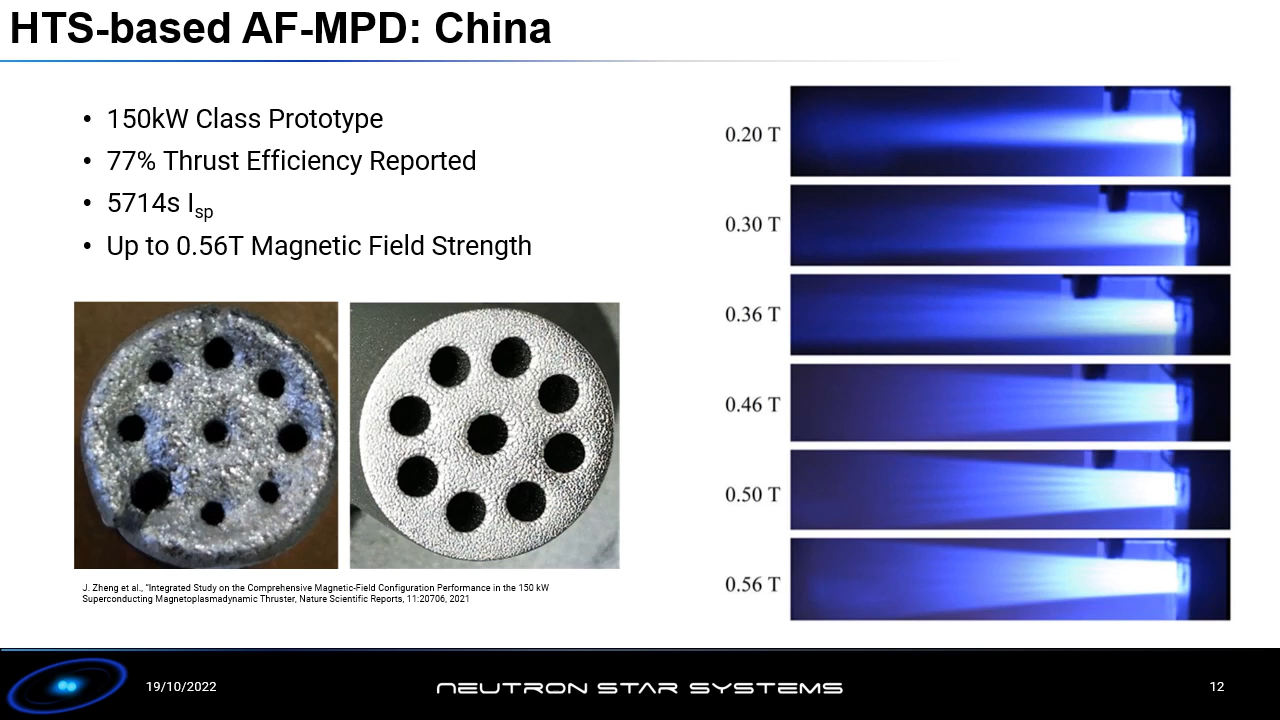 HTS-based AF-MPD: China
• 150kW Class Prototype
• 77% Thrust Efficiency Reported
• 5714s Isp
• Up to 0.56T Magnetic Field Strength
0.20 T
0.30 T
0.36 T
0.46 T
0.50 T
0.56 T
J. Zheng et al., "Integrated Study on the Comprehensive Magnetic-Field Configuration Performance in the 150 kW
Superconducting Magnetoplasmadynamic Thruster, Nature Scientific Reports, 11:20706, 2021
19/10/2022
NEUTRON STAR SYSTEMS
12